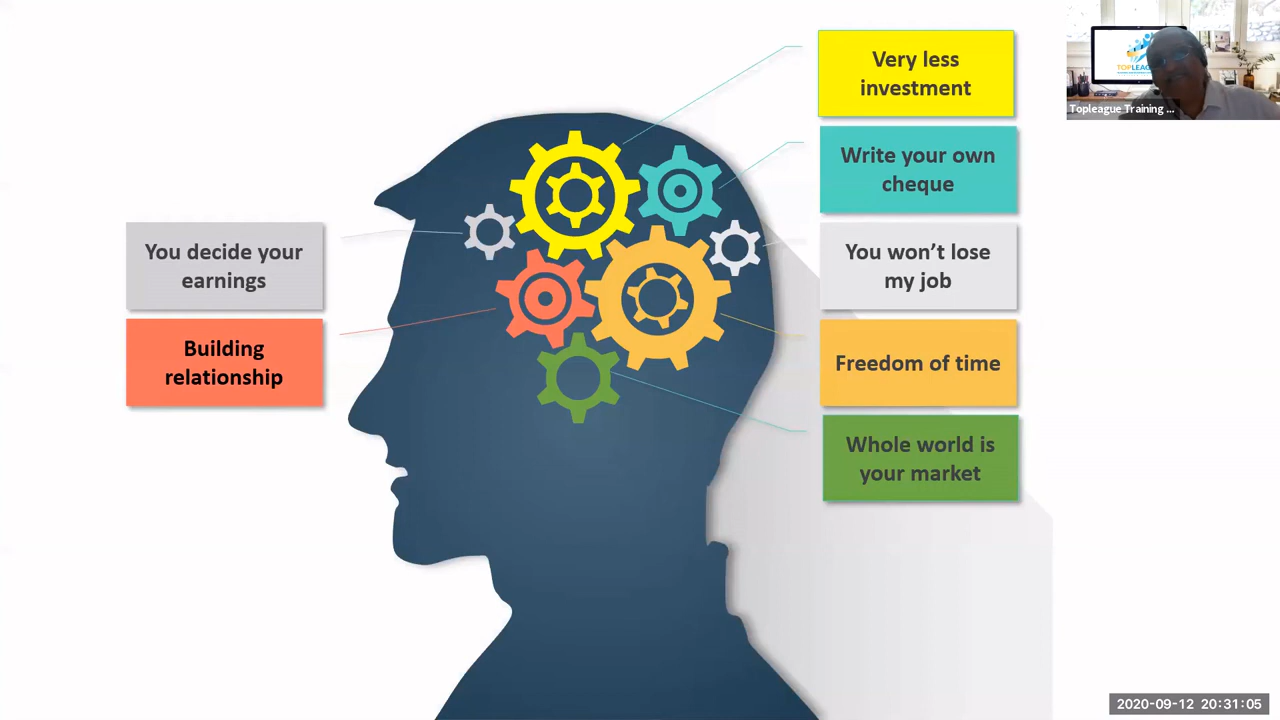 Very less
investment
Write your own
cheque
You decide your
earnings
You won't lose
my job
Building
relationship
Freedom of time
Whole world is
your market
Topleague Training ...
2020-09-12 20:31:05